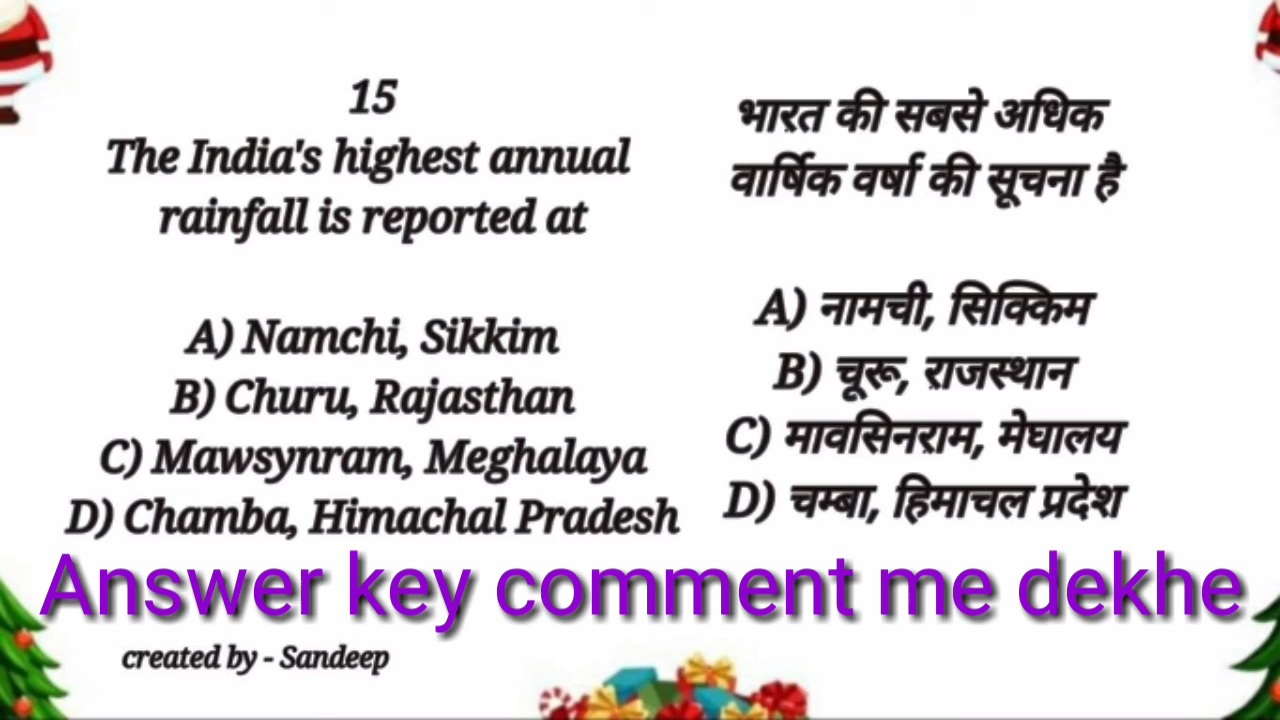 15
The India's highest annual
rainfall is reported at
A) Namchi, Sikkim
B) Churu, Rajasthan
C) Mawsynram, Meghalaya
D) Chamba, Himachal Pradesh
भारत की सबसे अधिक
वार्षिक वर्षा की सूचना है
A) नामची, सिक्किम
B) चूरू, राजस्थान
C) मावसिनराम, मेघालय
D) चम्बा, हिमाचल प्रदेश
Answer key comment me dekhe
created by - Sandeep